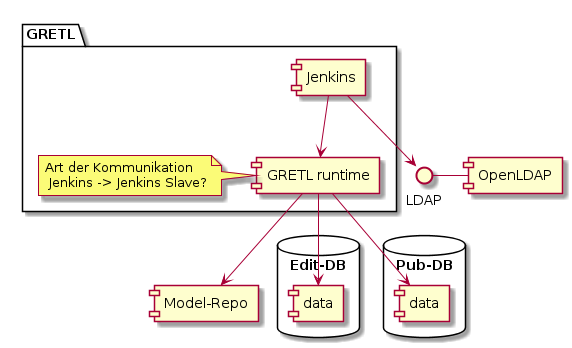 GRETL
Jenkins
Art der Kommunikation
Jenkins -> Jenkins Slave?
GRETL runtime
OpenLDAP
LDAP
Edit-DB
Pub-DB
Model-Repo
data
data